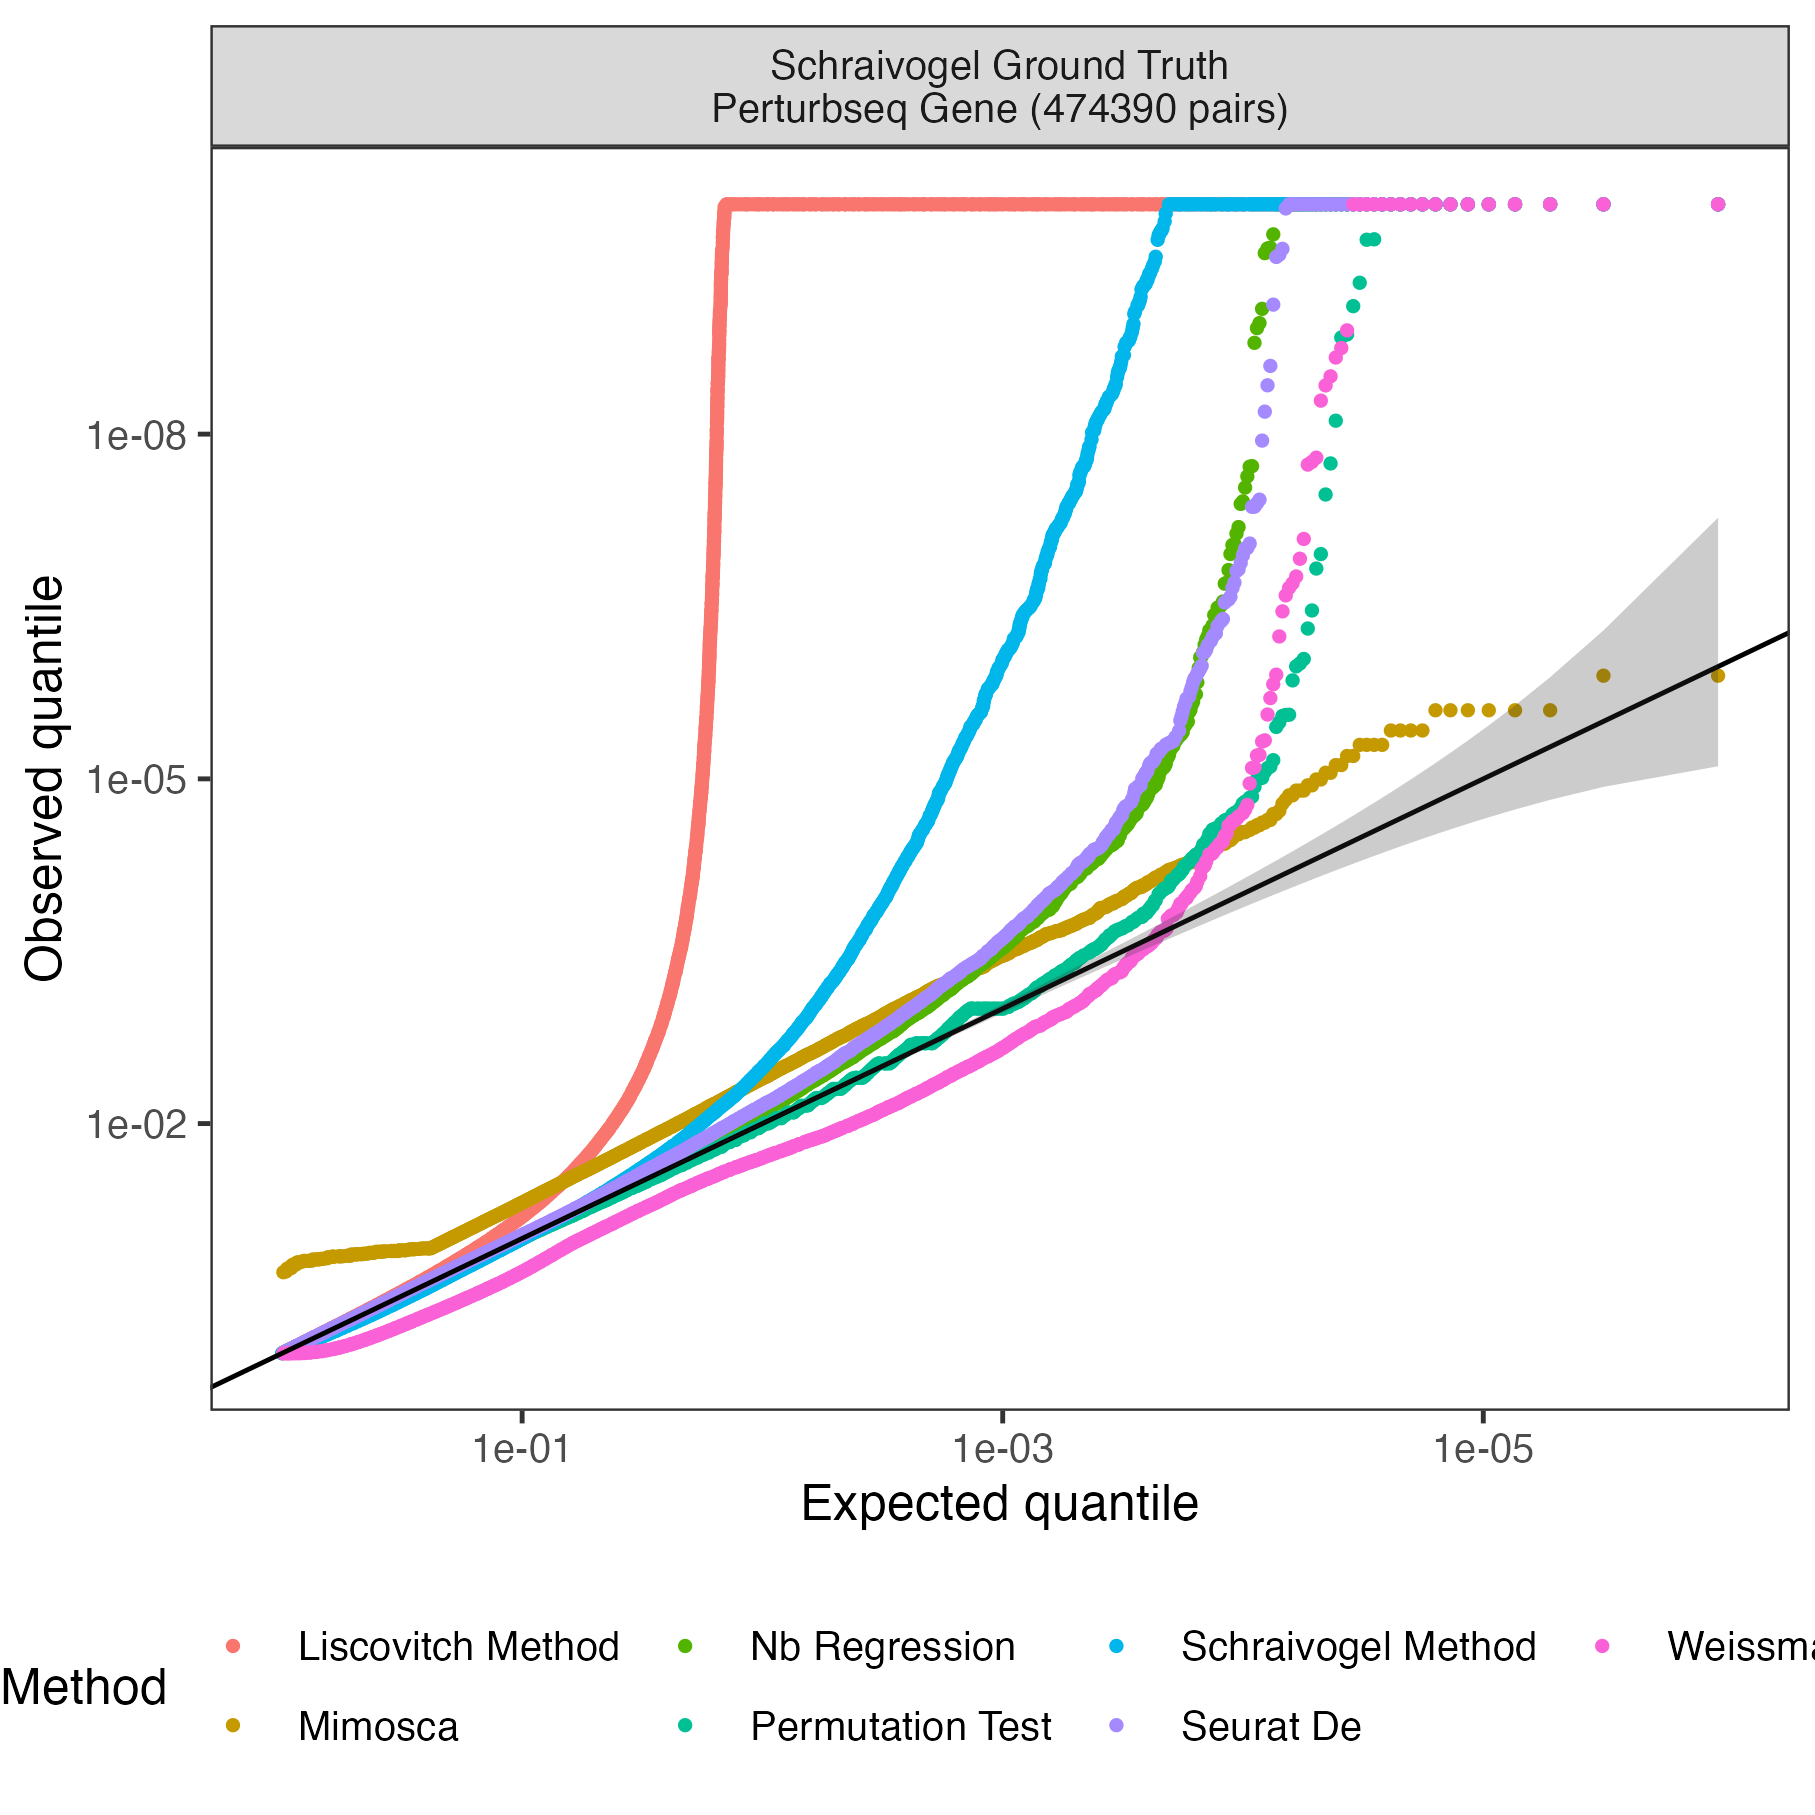 Schraivogel Ground Truth
Perturbseq Gene (474390 pairs)
Observed quantile
1e-08
1e-05
1e-02
1e-01
1e-03
1e-05
Expected quantile
Method
Liscovitch Method
Nb Regression
Schraivogel Method
Mimosca
Permutation Test
Seurat De